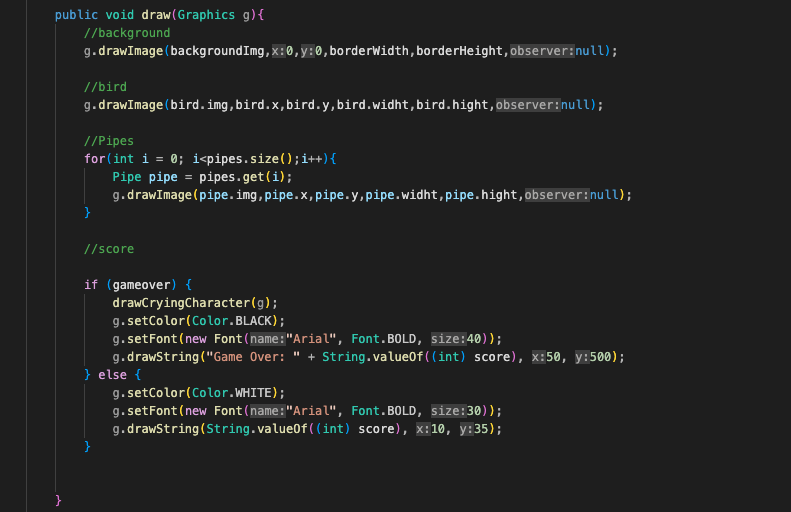 public void draw(Graphics g){
//background
g.drawImage(backgroundImg,x:0,y:0,borderWidth,borderHeight,observer:null);
//bird
g.drawImage(bird.img,bird.x,bird.y,bird.widht,bird.hight,observer:null);
//Pipes
for(int i = 0; i<pipes.size();i++){
Pipe pipe = pipes.get(i);
g.drawImage(pipe.img,pipe.x,pipe.y,pipe.widht,pipe.hight,observer:null);
}
//score
if (gameover) {
drawCryingCharacter(g);
g.setColor(Color.BLACK);
g.setFont(new Font(name:"Arial", Font.BOLD, size:40));
g.drawString("Game Over: " + String.valueOf((int) score), x:50, y:500);
} else {
g.setColor(Color.WHITE);
g.setFont(new Font(name:"Arial", Font.BOLD, size:30));
g.drawString(String.valueOf((int) score), x:10, y:35);
}
}